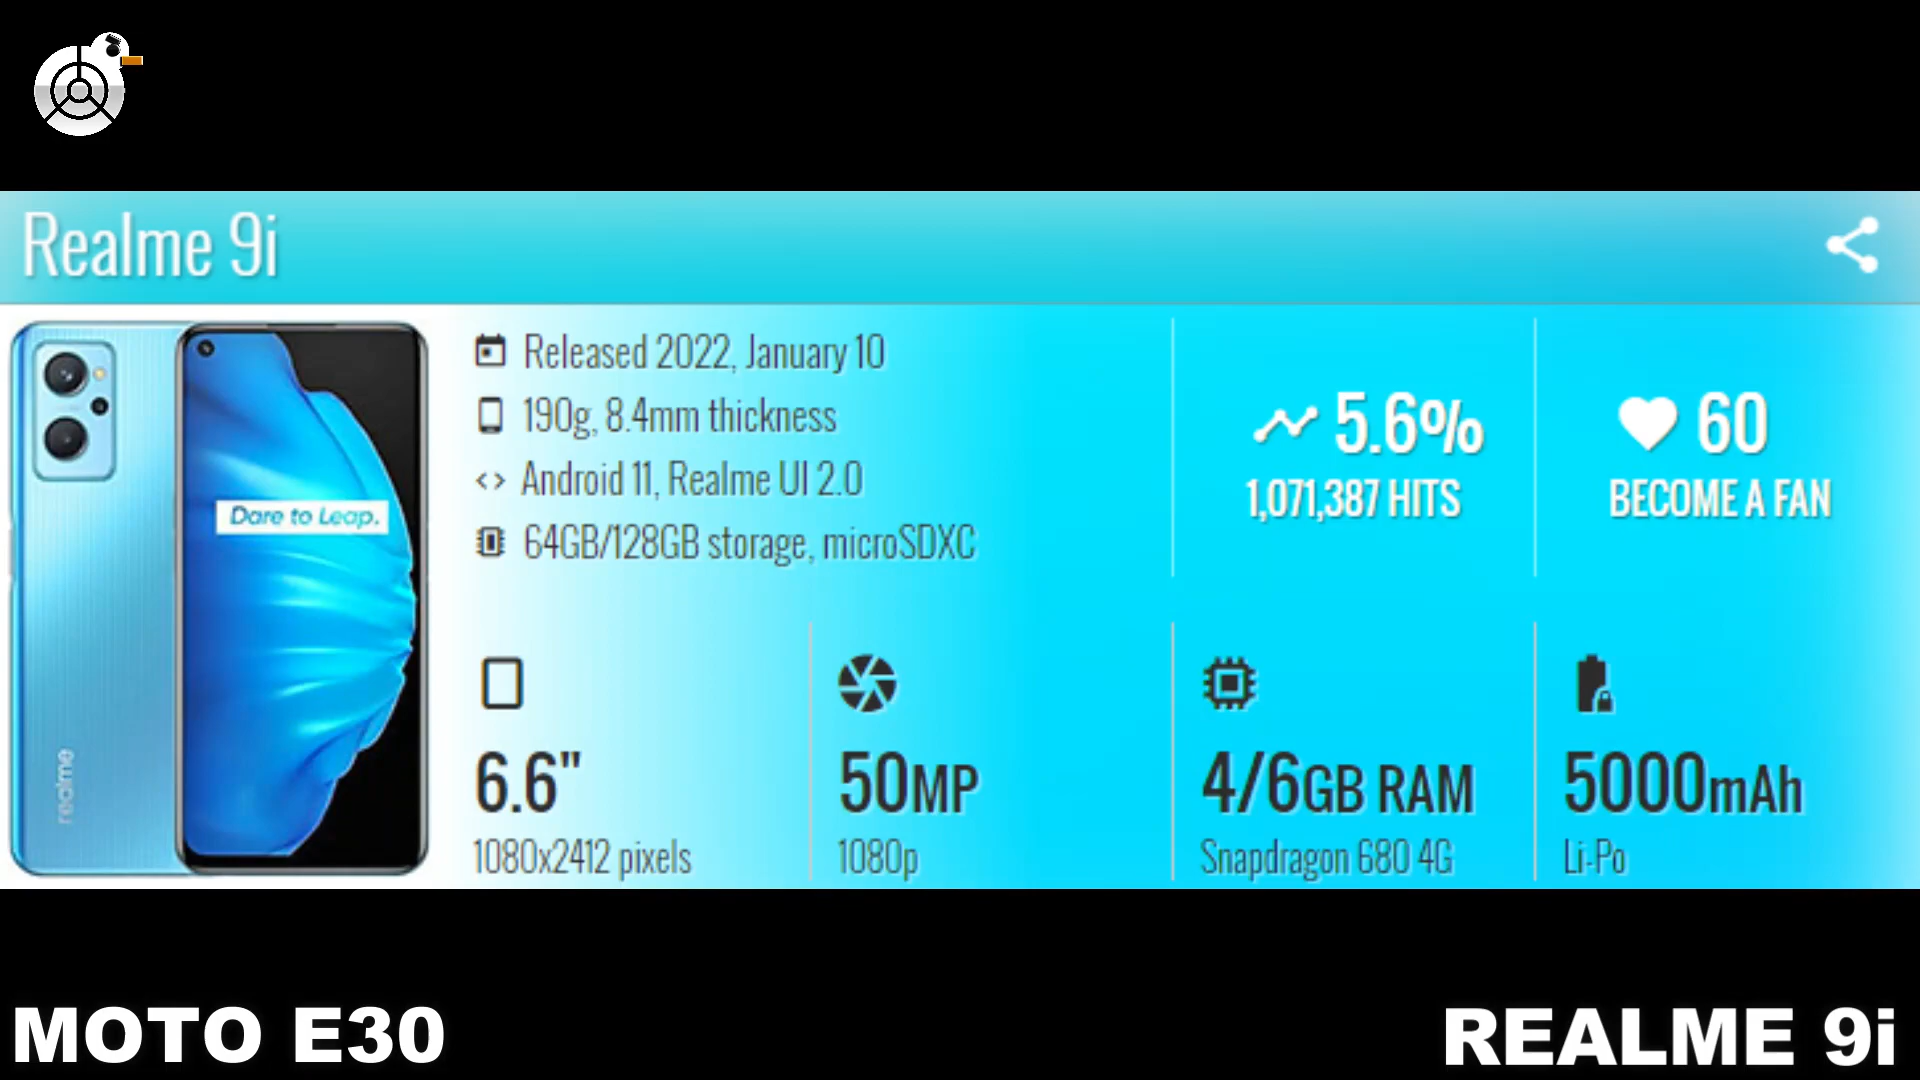 Realme 9i
Released 2022, January 10
190g, 8.4mm thickness
Android 11, Realme UI 2.0
64GB/128GB storage, microSDXC
5.6%
1,071,387 HITS
60
BECOME A FAN
Dare to Leap.
realme
6.6"
1080x2412 pixels
50MP
1080p
4/6GB RAM
Snapdragon 680 4G
5000mAh
Li-Po
MOTO E30
REALME 9i